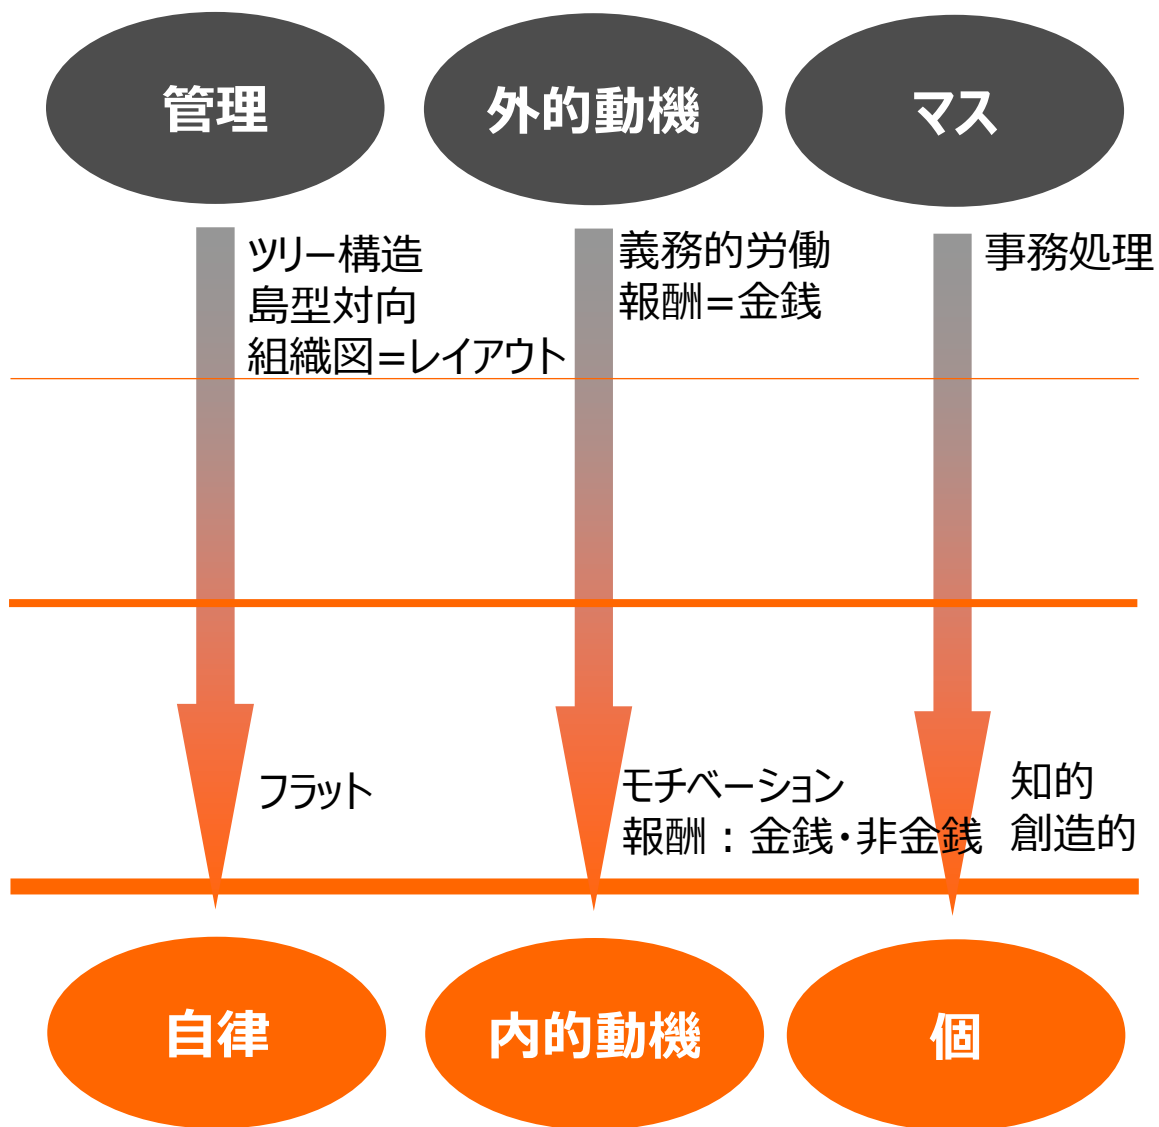 管理
外的動機
マス
ツリー構造
島型対向
組織図=レイアウト
義務的労働
報酬=金銭
事務処理
フラット
モチベーション
報酬：金銭・非金銭
知的
創造的
自律
内的動機
個